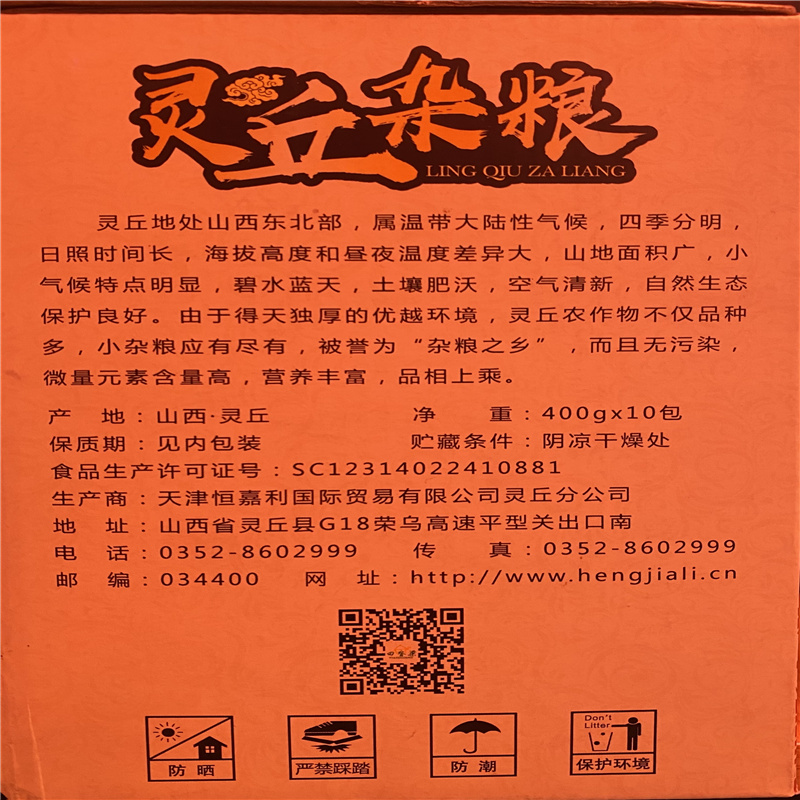 灵丘杂粮
LING QIU ZA LIANG
灵丘地处山西东北部，属温带大陆性气候，四季分明，
日照时间长，海拔高度和昼夜温度差异大，山地面积广，小
气候特点明显，碧水蓝天，土壤肥沃，空气清新，自然生态
保护良好。由于得天独厚的优越环境，灵丘农作物不仅品种
多，小杂粮应有尽有，被誉为“杂粮之乡”，而且无污染，
微量元素含量高，营养丰富，品相上乘。
产 地：山西·灵丘 净 重：400gx10包
保质期：见内包装 贮藏条件：阴凉干燥处
食品生产许可证号：SC12314022410881
生产商：天津恒嘉利国际贸易有限公司灵丘分公司
地 址：山西省灵丘县G18荣乌高速平型关出口南
电 话：0352-8602999 传 真：0352-8602999
邮 编：034400 网 址：http://www.hengjiali.cn
Don't
Litter
防晒 严禁踩踏 防潮 保护环境